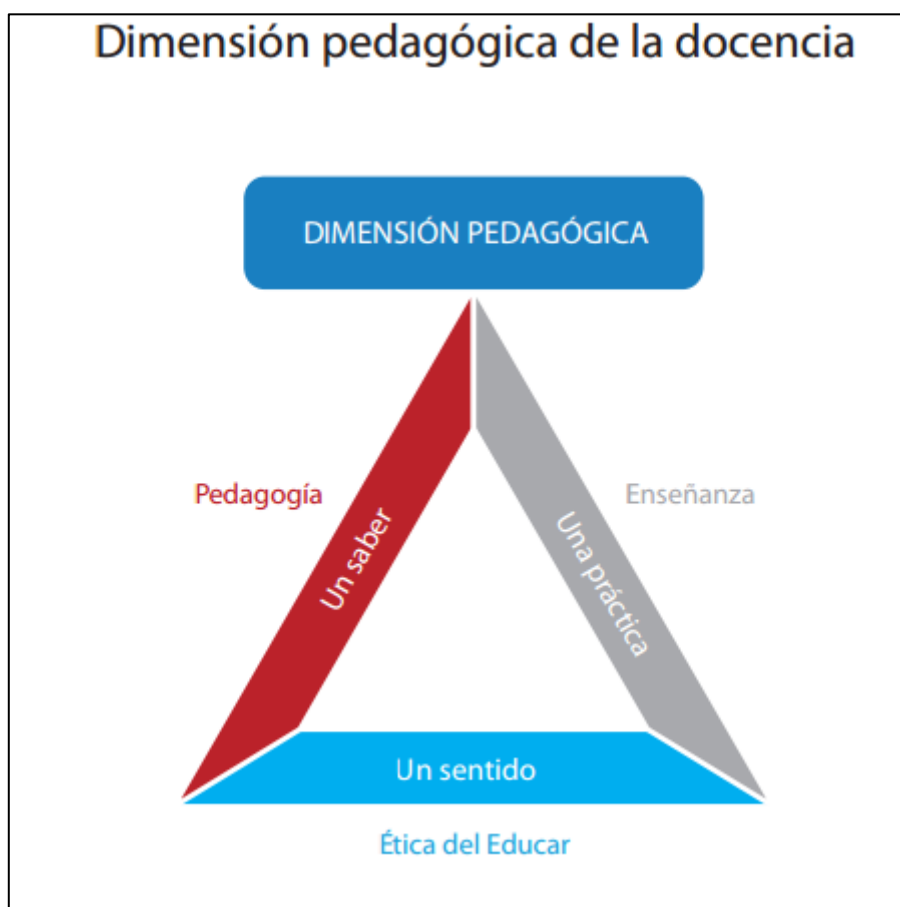 Dimensión pedagógica de la docencia
DIMENSIÓN PEDAGÓGICA
Pedagogía
Enseñanza
Un saber
Una práctica
Un sentido
Ética del Educar